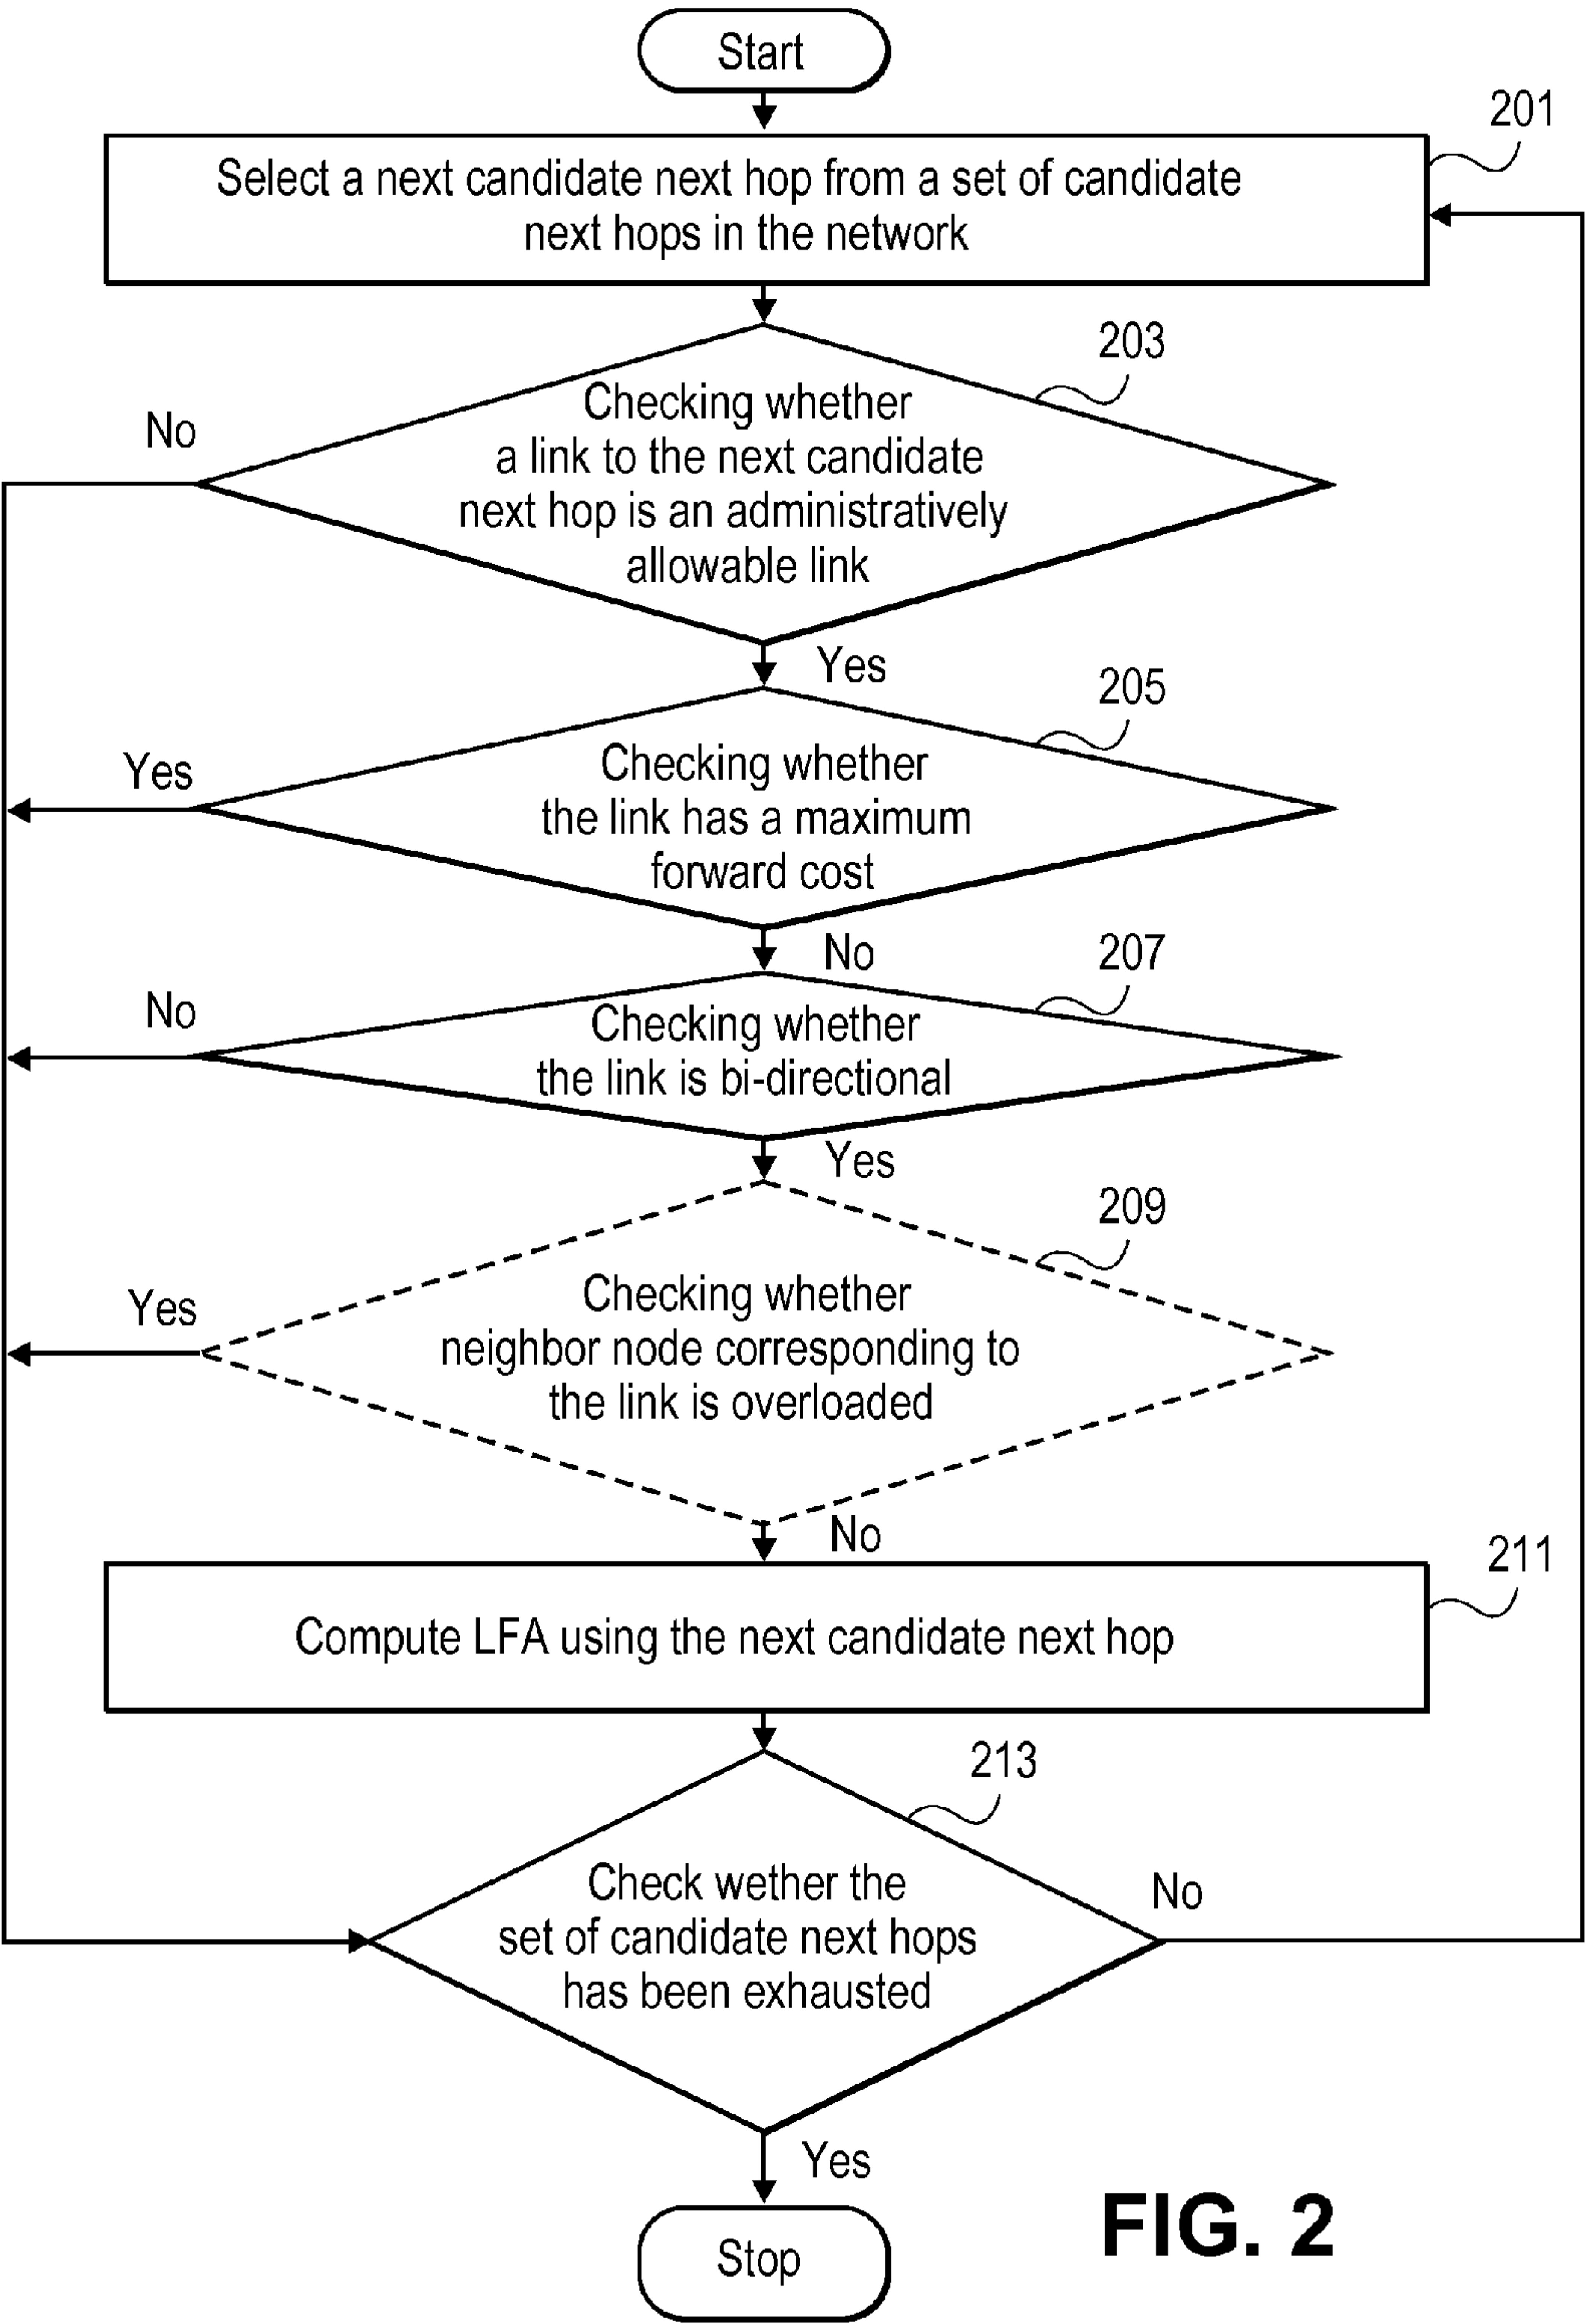 Start
201
Select a next candidate next hop from a set of candidate
next hops in the network
203
Checking whether
a link to the next candidate
next hop is an administratively
allowable link
No
Yes
205
Checking whether
the link has a maximum
forward cost
Yes
No
207
Checking whether
the link is bi-directional
No
Yes
209
Checking whether
neighbor node corresponding to
the link is overloaded
Yes
No
211
Compute LFA using the next candidate next hop
213
Check wether the
set of candidate next hops
has been exhausted
No
Yes
Stop
FIG. 2